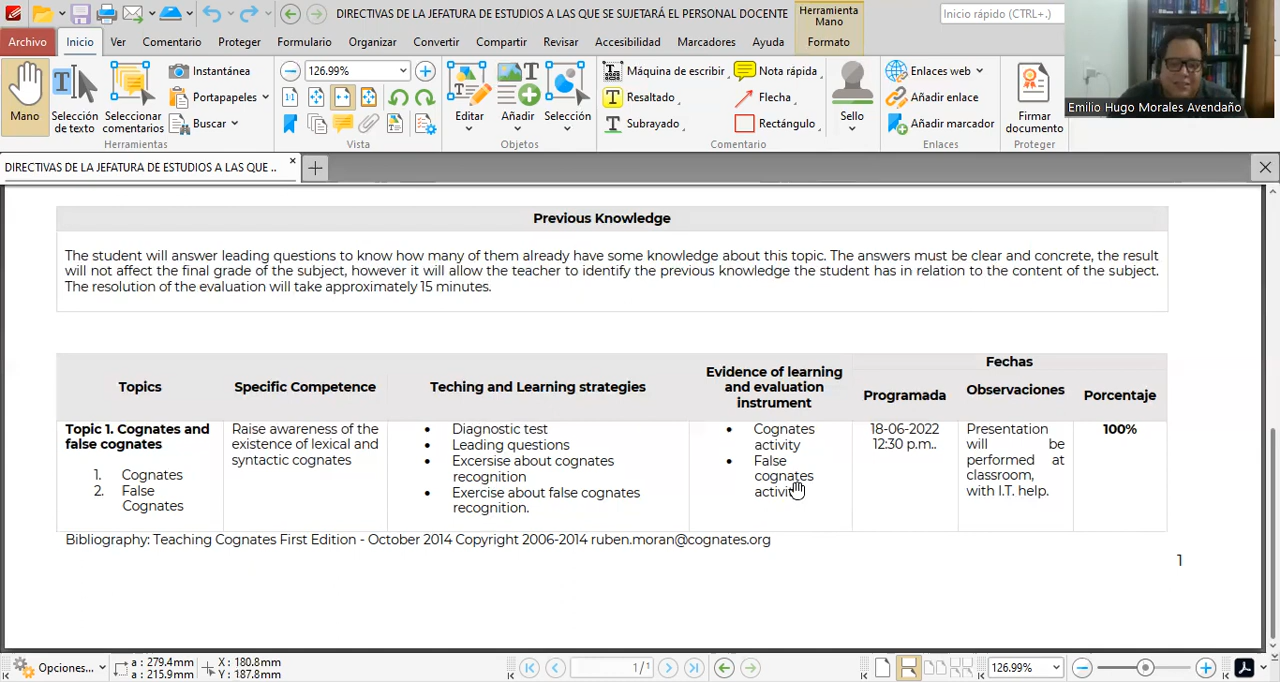 DIRECTIVAS DE LA JEFATURA DE ESTUDIOS A LAS QUE SE SUJETARÁ EL PERSONAL DOCENTE
Herramienta
Mano
Inicio rápido (CTRL+.)
Archivo
Inicio
Ver
Comentario
Proteger
Formulario
Organizar
Convertir
Compartir
Revisar
Accesibilidad
Marcadores
Ayuda
Formato
Mano
Selección
de texto
Seleccionar
comentarios
Instantánea
Portapapeles
Buscar
Herramientas
126.99%
1:1
Vista
Editar
Añadir
Selección
Objetos
Máquina de escribir
Resaltado
Subrayado
Nota rápida
Flecha
Rectángulo
Comentario
Sello
Enlaces web
Añadir enlace
Añadir marcador
Enlaces
Firmar
documento
Proteger
Emilio Hugo Morales Avendaño
DIRECTIVAS DE LA JEFATURA DE ESTUDIOS A LAS QUE ..
Previous Knowledge
The student will answer leading questions to know how many of them already have some knowledge about this topic. The answers must be clear and concrete, the result
will not affect the final grade of the subject, however it will allow the teacher to identify the previous knowledge the student has in relation to the content of the subject.
The resolution of the evaluation will take approximately 15 minutes.
Topics
Specific Competence
Teching and Learning strategies
Evidence of learning
and evaluation
instrument
Fechas
Programada
Observaciones
Porcentaje
Topic 1. Cognates and
false cognates
1. Cognates
2. False
Cognates
Raise awareness of the
existence of lexical and
syntactic cognates
• Diagnostic test
• Leading questions
• Excersise about cognates
recognition
• Exercise about false cognates
recognition.
• Cognates
activity
• False
cognates
activity
18-06-2022
12:30 p.m..
Presentation
will be
performed at
classroom,
with I.T. help.
100%
Bibliography: Teaching Cognates First Edition - October 2014 Copyright 2006-2014 ruben.moran@cognates.org
1
Opciones...
a : 279.4mm
a : 215.9mm
X : 180.8mm
Y : 187.8mm
1/1
126.99%